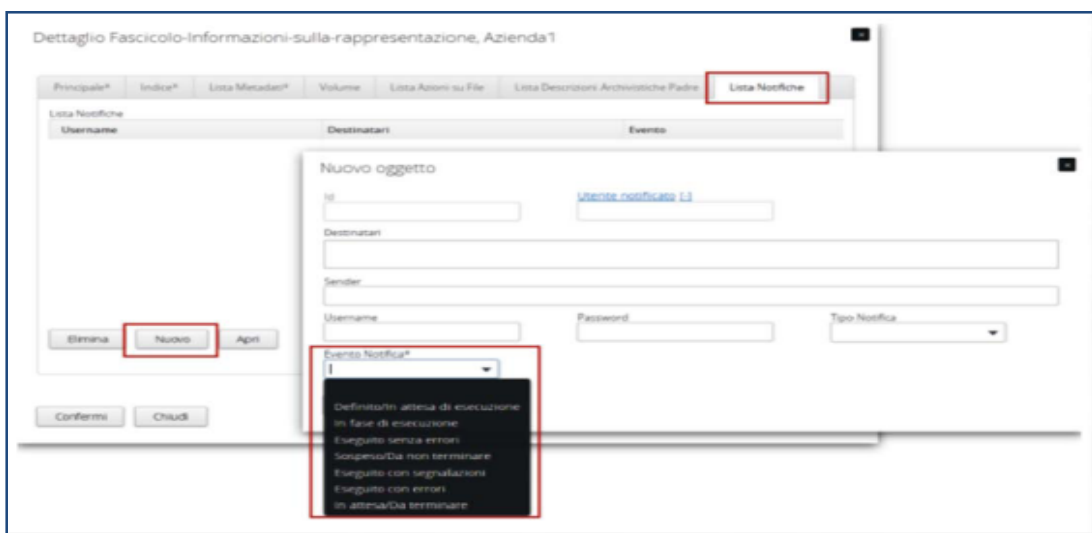 Dettaglio Fascicolo-Informazioni-sulla-rappresentazione, Azienda1
Principale* Indice* Lista Metadati* Volume Lista Azioni su File Lista Descrizioni Archivistiche Padre Lista Notifiche
Lista Notifiche
Username Destinatari Evento
Nuovo oggetto
Id Utente notificato [-]
Destinatari
Sender
Username Password Tipo Notifica
Elimina Nuovo Apri
Evento Notifica*
Definito/In attesa di esecuzione
In fase di esecuzione
Eseguito senza errori
Sospeso/Da non terminare
Eseguito con segnalazioni
Eseguito con errori
In attesa/Da terminare
Confermi Chiudi